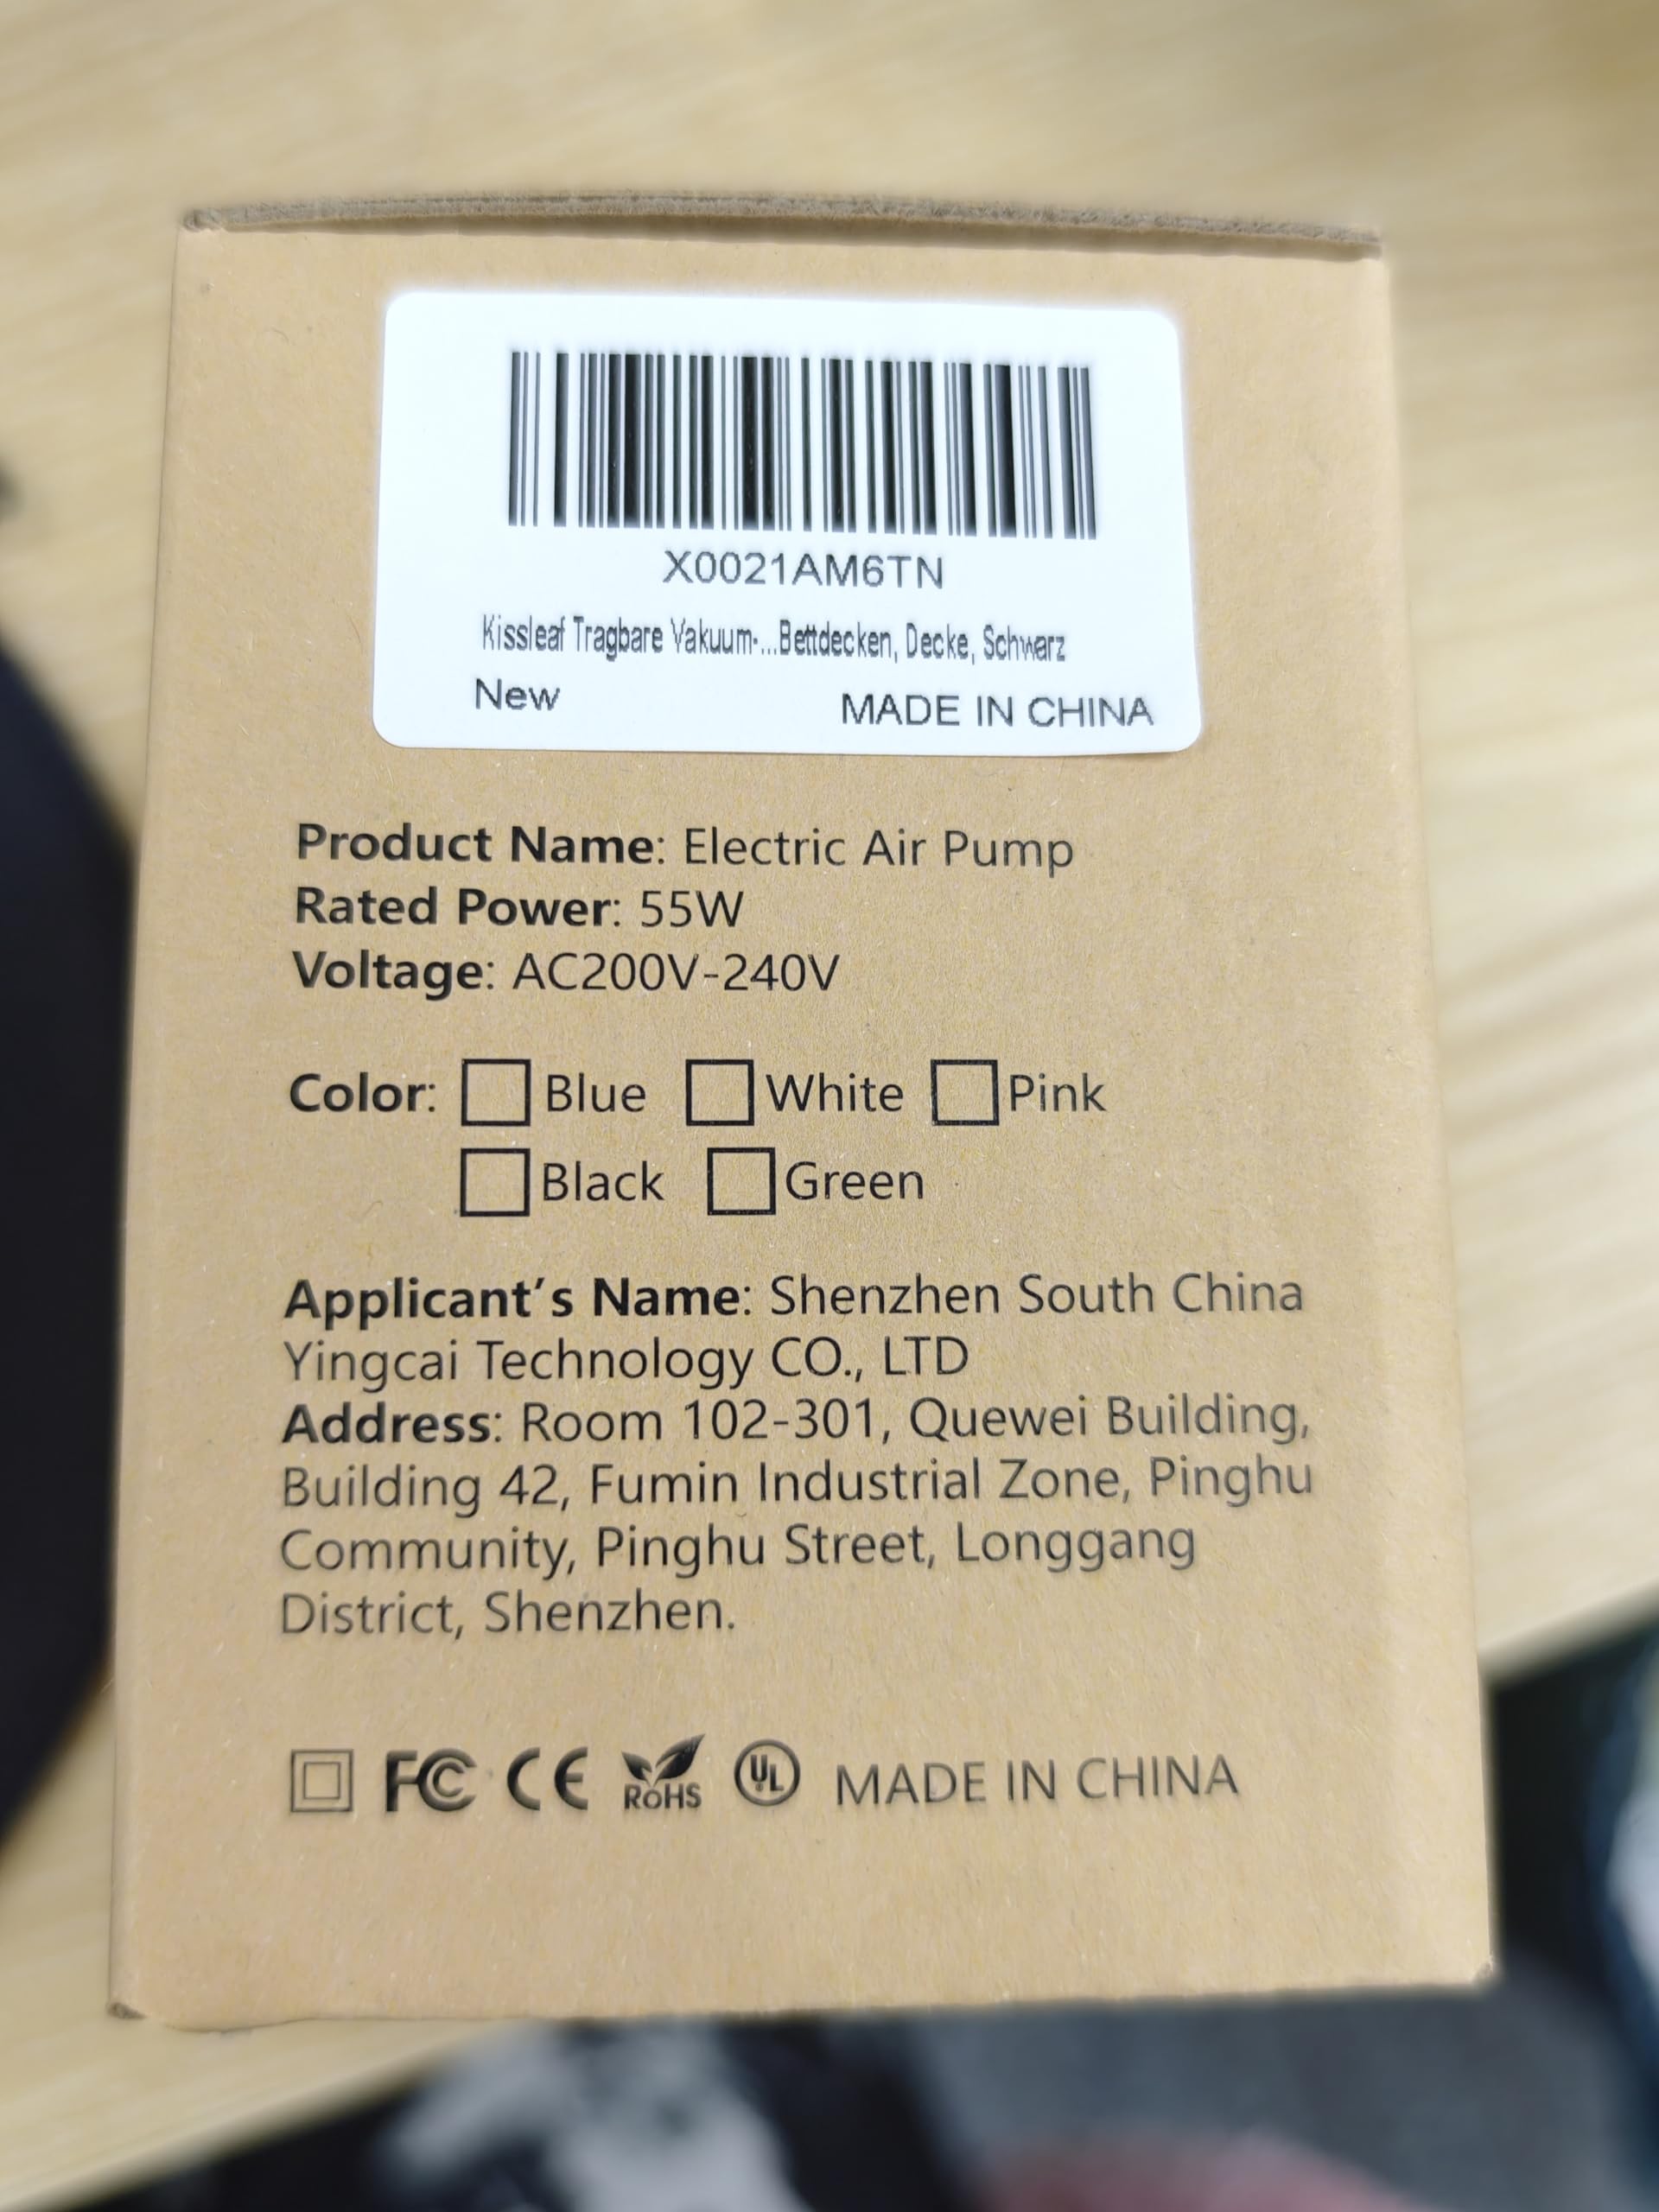 X0021AM6TN
Kissleaf Tragbare Vakuum-...Bettdecken, Decke, Schwarz
New MADE IN CHINA
Product Name: Electric Air Pump
Rated Power: 55W
Voltage: AC200V-240V
Color: Blue White Pink
Black Green
Applicant's Name: Shenzhen South China
Yingcai Technology CO., LTD
Address: Room 102-301, Quewei Building,
Building 42, Fumin Industrial Zone, Pinghu
Community, Pinghu Street, Longgang
District, Shenzhen.
FC CE RoHS UL MADE IN CHINA